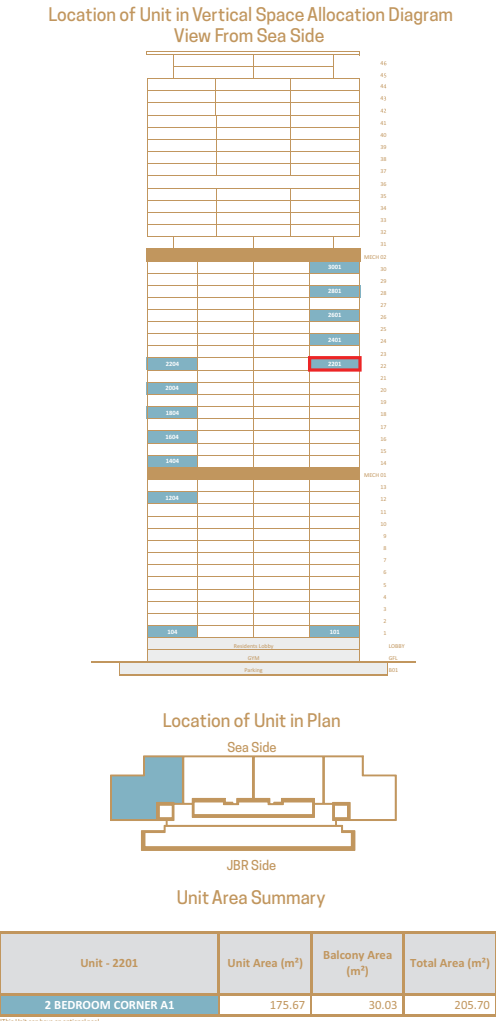 Location of Unit in Vertical Space Allocation Diagram
View From Sea Side
46
45
44
43
42
41
40
39
38
37
36
35
34
33
32
31
MECH 02
3001 30
29
2801 28
27
2601 26
25
2401 24
23
2204 2201 22
21
2004 20
19
1804 18
17
1604 16
15
1404 14
MECH 01
13
1204 12
11
10
9
8
7
6
5
4
3
2
104 101 1
Residents Lobby LOBBY
GYM GFL
Parking B01
Location of Unit in Plan
Sea Side
JBR Side
Unit Area Summary
Unit - 2201 Unit Area (m²) Balcony Area (m²) Total Area (m²)
2 BEDROOM CORNER A1 175.67 30.03 205.70